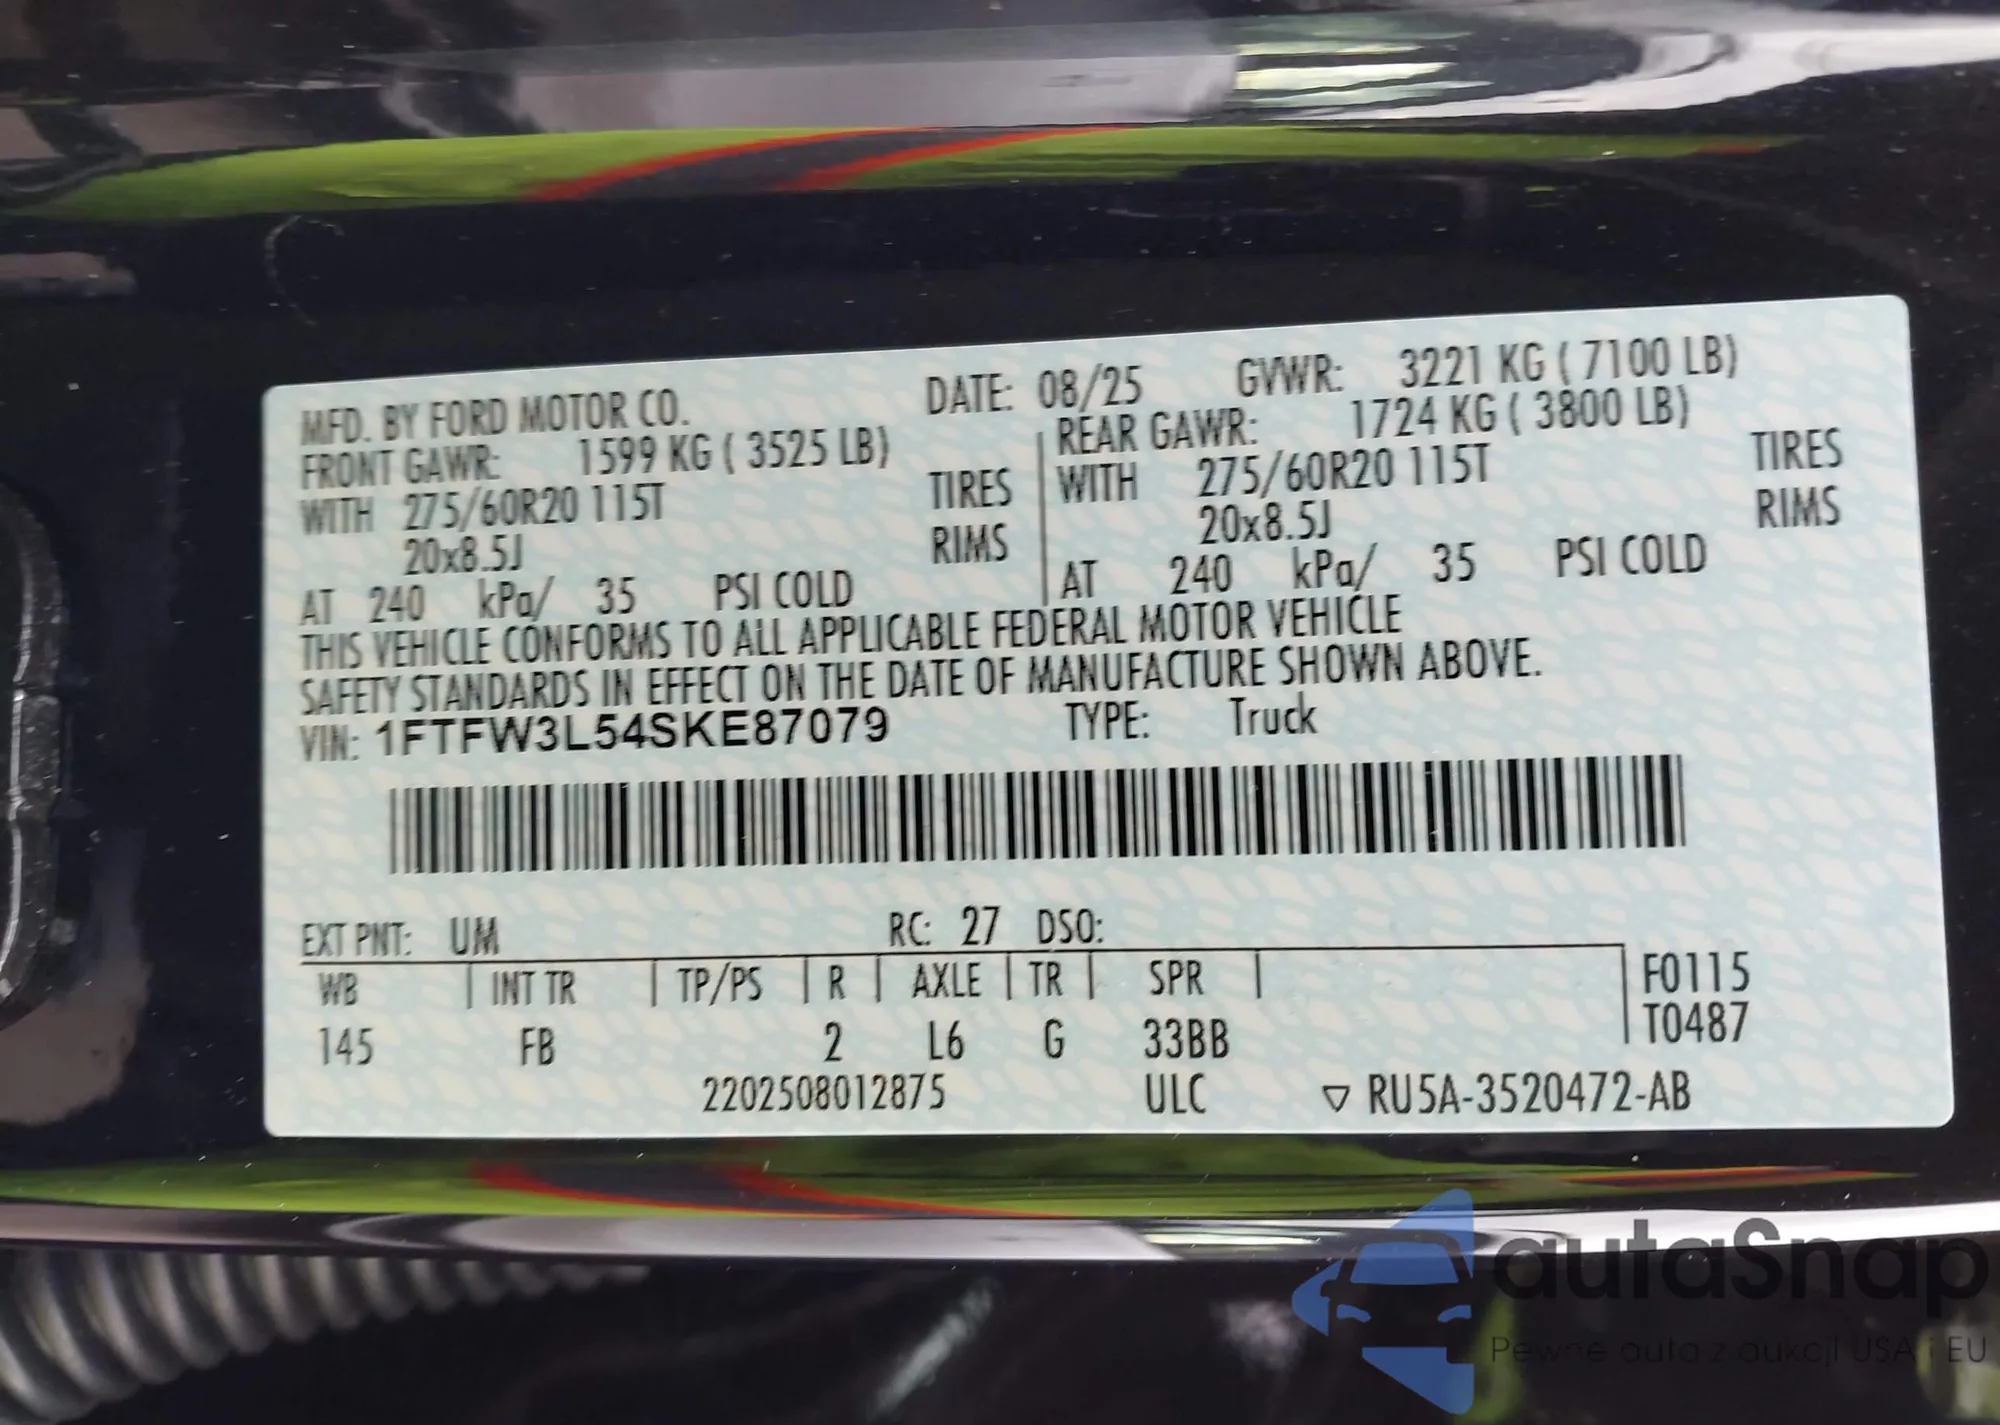 MFD. BY FORD MOTOR CO. DATE: 08/25 GVWR: 3221 KG ( 7100 LB)
FRONT GAWR: 1599 KG ( 3525 LB) REAR GAWR: 1724 KG ( 3800 LB)
WITH 275/60R20 115T TIRES WITH 275/60R20 115T TIRES
20x8.5J RIMS 20x8.5J RIMS
AT 240 kPa/ 35 PSI COLD AT 240 kPa/ 35 PSI COLD
THIS VEHICLE CONFORMS TO ALL APPLICABLE FEDERAL MOTOR VEHICLE
SAFETY STANDARDS IN EFFECT ON THE DATE OF MANUFACTURE SHOWN ABOVE.
VIN: 1FTFW3L54SKE87079 TYPE: Truck
EXT PNT: UM RC: 27 DSO:
WB INT TR TP/PS R AXLE TR SPR F0115
145 FB 2 L6 G 33BB T0487
2202508012875 ULC ▽ RU5A-3520472-AB
autaSnap
Pewne auta z aukcji USA i EU